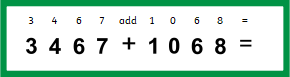 3 4 6 7 add 1 0 6 8 =
3 4 6 7 + 1 0 6 8 =